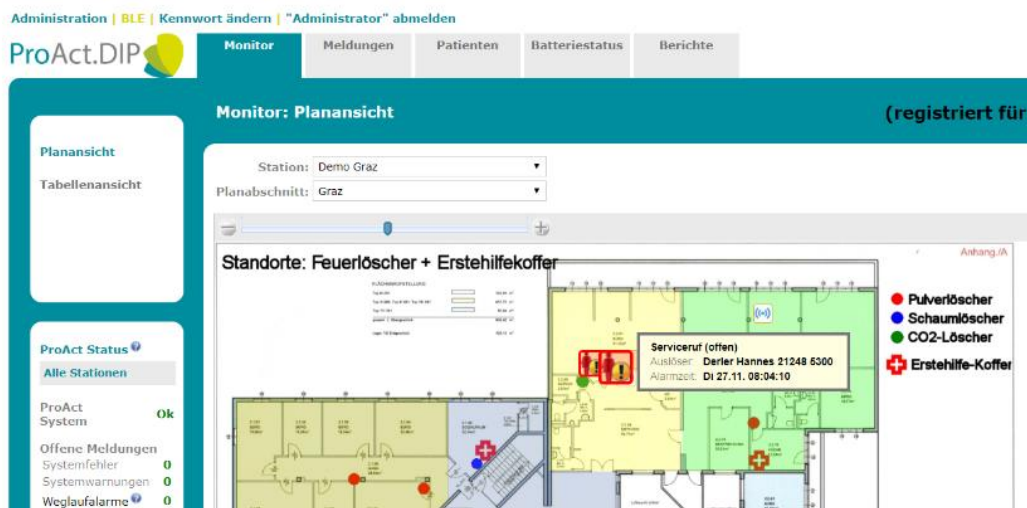 Administration | BLE | Kennwort ändern | "Administrator" abmelden
ProAct.DIP
Monitor
Meldungen
Patienten
Batteriestatus
Berichte
Monitor: Planansicht
(registriert für
Planansicht
Tabellenansicht
Station: Demo Graz
Planabschnitt: Graz
Anhang./A
Standorte: Feuerlöscher + Erstehilfekoffer
Pulverlöscher
Schaumlöscher
CO2-Löscher
Erstehilfe-Koffer
Serviceruf (offen)
Auslöser: Derler Hannes 21248 6300
Alarmzeit: Di 27.11. 08:04:10
ProAct Status
Alle Stationen
ProAct
System
Ok
Offene Meldungen
Systemfehler 0
Systemwarnungen 0
Weglaufalarme 0